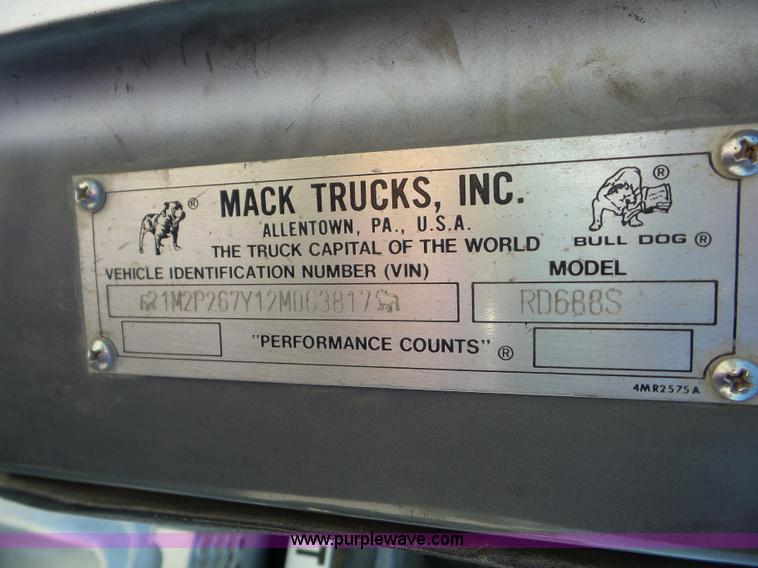 ® MACK TRUCKS, INC. ®
ALLENTOWN, PA., U.S.A.
THE TRUCK CAPITAL OF THE WORLD BULL DOG ®
VEHICLE IDENTIFICATION NUMBER (VIN) MODEL
1M2P267Y12M063817 RD688S
"PERFORMANCE COUNTS" ®
4MR2575A
T
www.purplewave.com